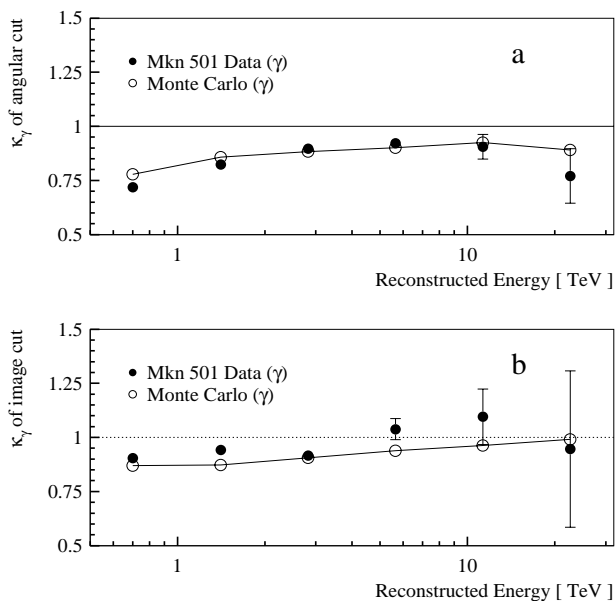 1.5
1.25
1
0.75
0.5
κγ of angular cut
a
Mkn 501 Data (γ)
Monte Carlo (γ)
1
10
Reconstructed Energy [ TeV]
1.5
1.25
1
0.75
0.5
κγ of image cut
b
Mkn 501 Data (γ)
Monte Carlo (γ)
1
10
Reconstructed Energy [ TeV]